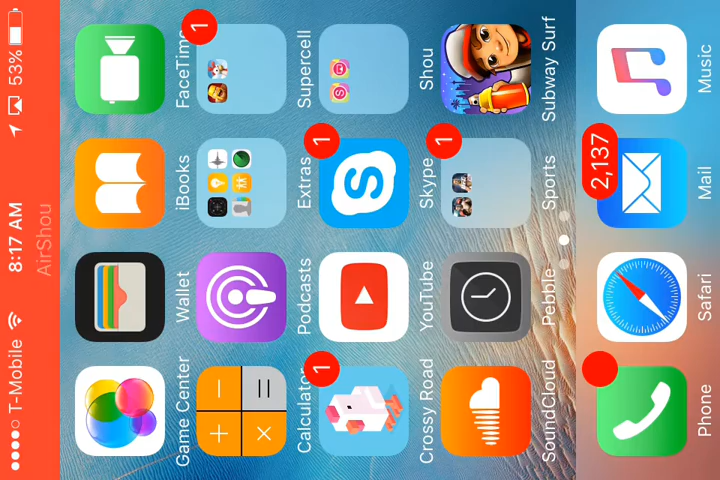 T-Mobile 8:17 AM 53%
AirShou
Game Center Wallet iBooks FaceTime
1
Calculator Podcasts Extras Supercell
1 1
Crossy Road YouTube Skype Shou
1
SoundCloud Pebble Sports Subway Surf
2,137
Phone Safari Mail Music